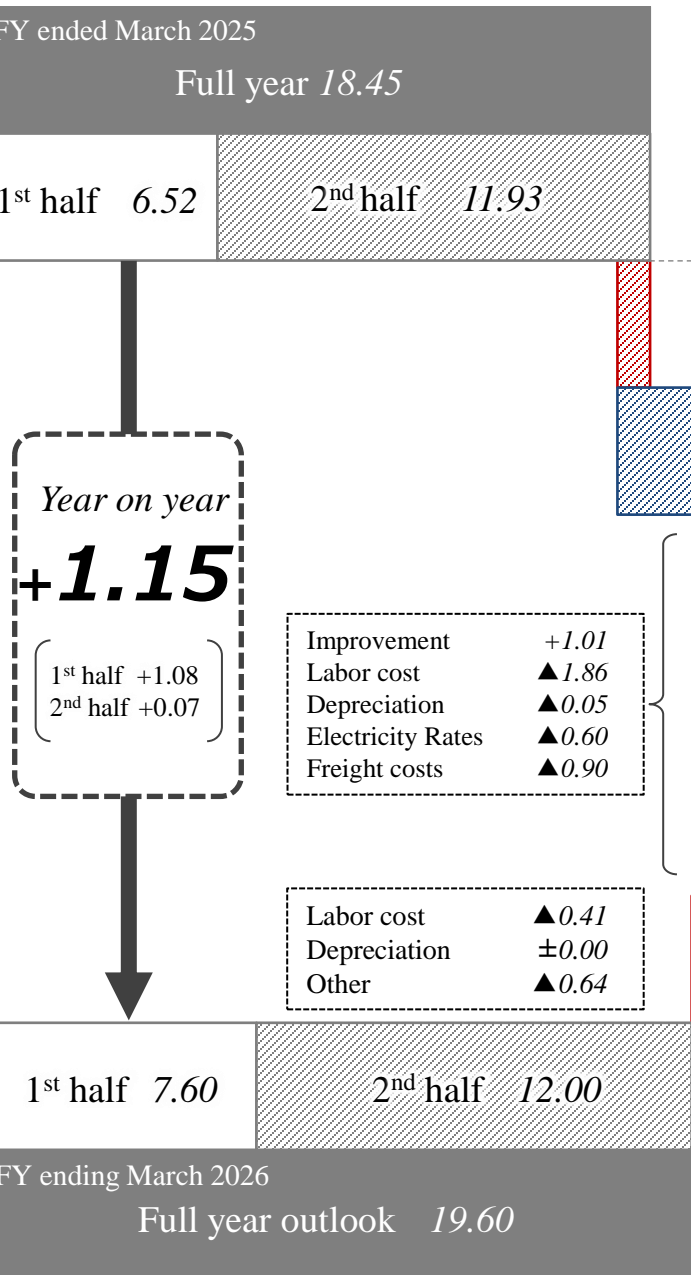 FY ended March 2025
Full year 18.45
1st half 6.52 2nd half 11.93
Year on year
+1.15
1st half +1.08
2nd half +0.07
Improvement +1.01
Labor cost ▲1.86
Depreciation ▲0.05
Electricity Rates ▲0.60
Freight costs ▲0.90
Labor cost ▲0.41
Depreciation ±0.00
Other ▲0.64
1st half 7.60 2nd half 12.00
FY ending March 2026
Full year outlook 19.60